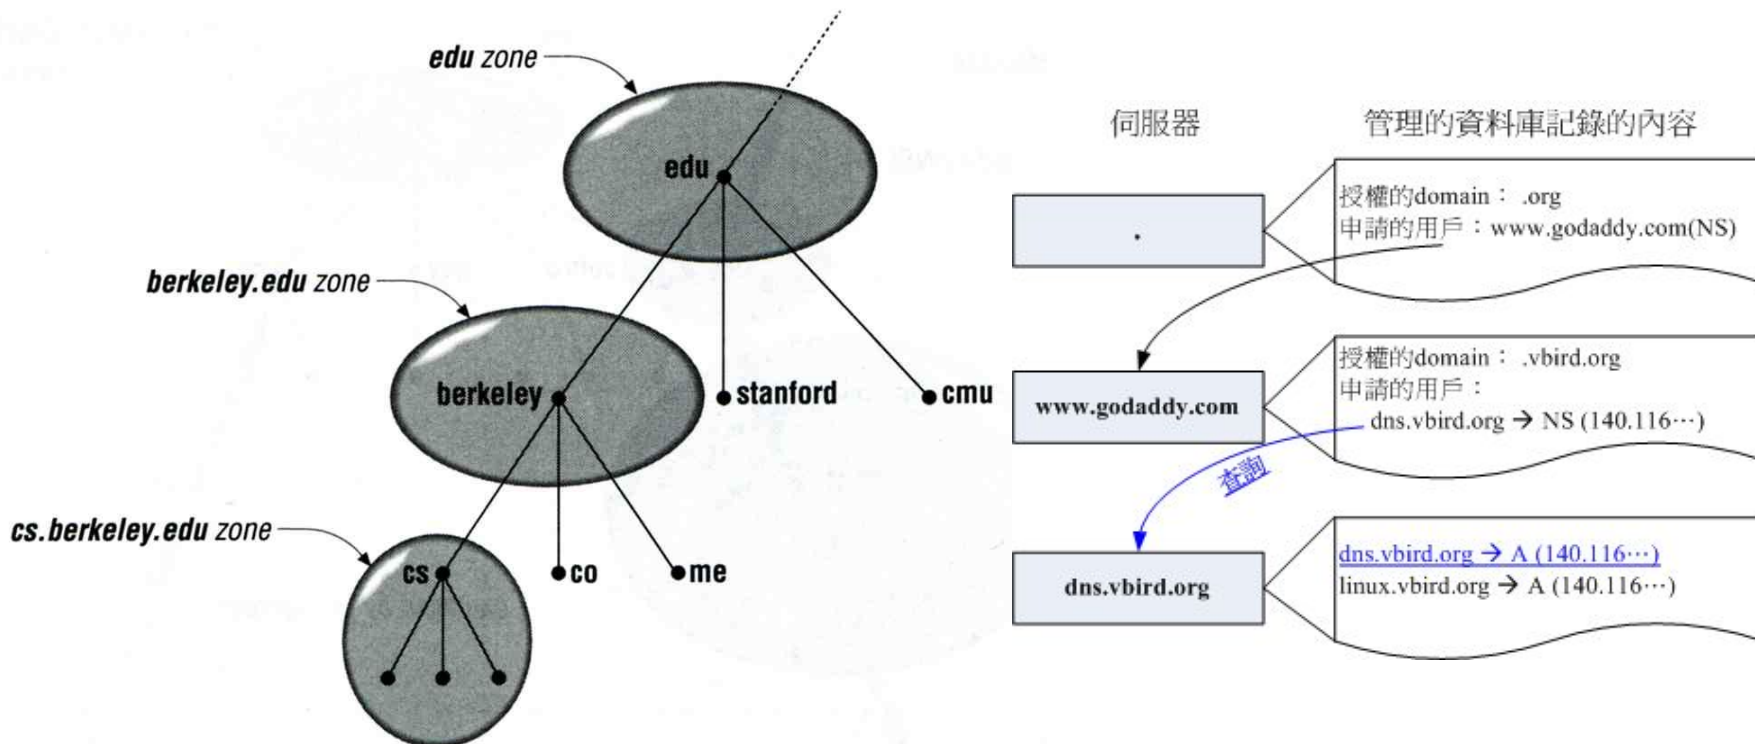 edu zone
edu
berkeley.edu zone
berkeley
stanford
cmu
cs.berkeley.edu zone
cs
co
me
伺服器
管理的資料庫記錄的內容
.
授權的domain： .org
申請的用戶：www.godaddy.com(NS)
www.godaddy.com
授權的domain： .vbird.org
申請的用戶：
dns.vbird.org → NS (140.116…)
查詢
dns.vbird.org
dns.vbird.org → A (140.116…)
linux.vbird.org → A (140.116…)